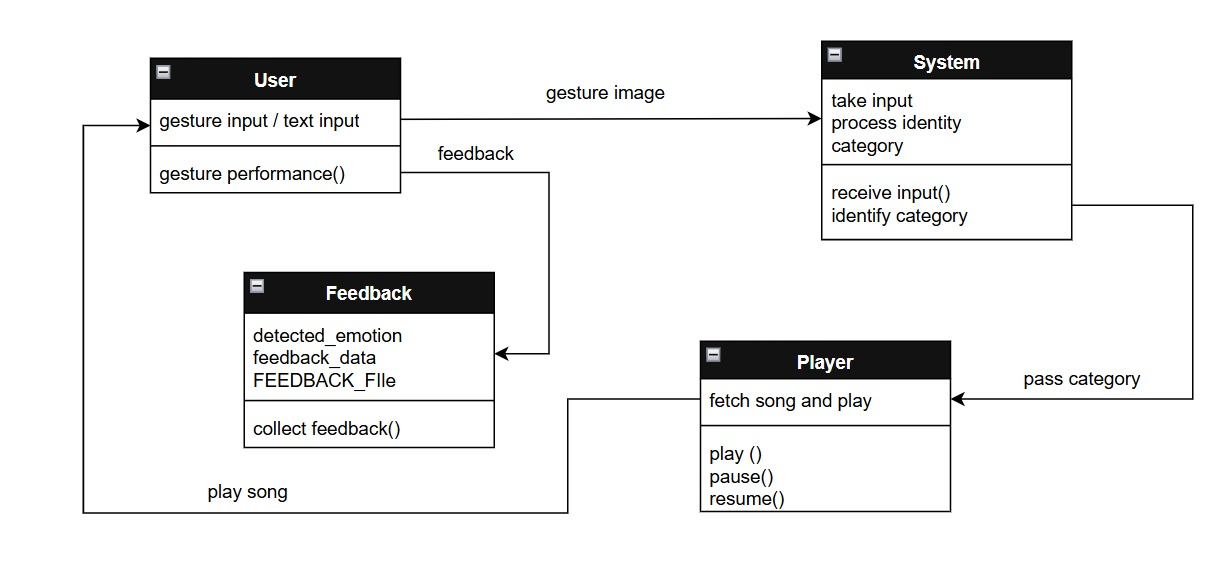 User
gesture input / text input
gesture performance()
gesture image
feedback
System
take input
process identity
category
receive input()
identify category
Feedback
detected_emotion
feedback_data
FEEDBACK_FIle
collect feedback()
Player
fetch song and play
play ()
pause()
resume()
pass category
play song